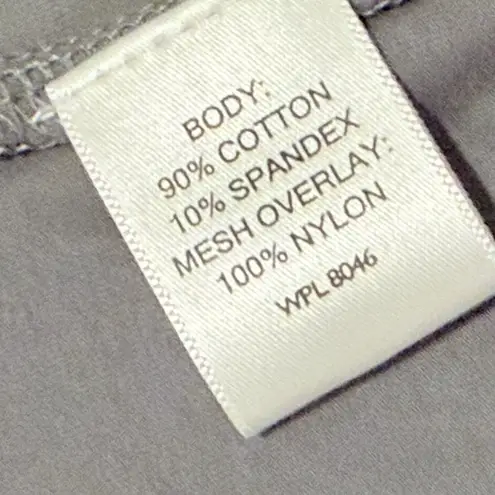 BODY:
90% COTTON
10% SPANDEX
MESH OVERLAY:
100% NYLON
WPL 8046